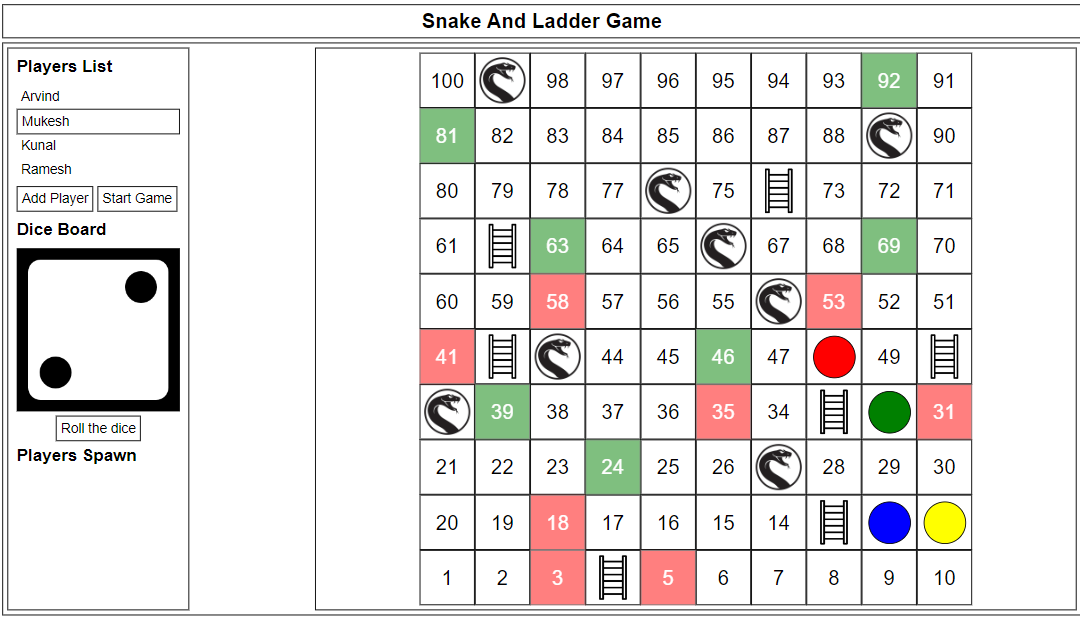 Snake And Ladder Game
Players List
Arvind
Mukesh
Kunal
Ramesh
Add Player Start Game
Dice Board
Roll the dice
Players Spawn
100 98 97 96 95 94 93 92 91
81 82 83 84 85 86 87 88 90
80 79 78 77 75 73 72 71
61 63 64 65 67 68 69 70
60 59 58 57 56 55 53 52 51
41 44 45 46 47 49
39 38 37 36 35 34 31
21 22 23 24 25 26 28 29 30
20 19 18 17 16 15 14
1 2 3 5 6 7 8 9 10